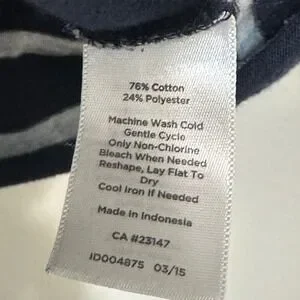 76% Cotton
24% Polyester
Machine Wash Cold
Gentle Cycle
Only Non-Chlorine
Bleach When Needed
Reshape, Lay Flat To
Dry
Cool Iron If Needed
Made in Indonesia
CA #23147
ID004875 03/15